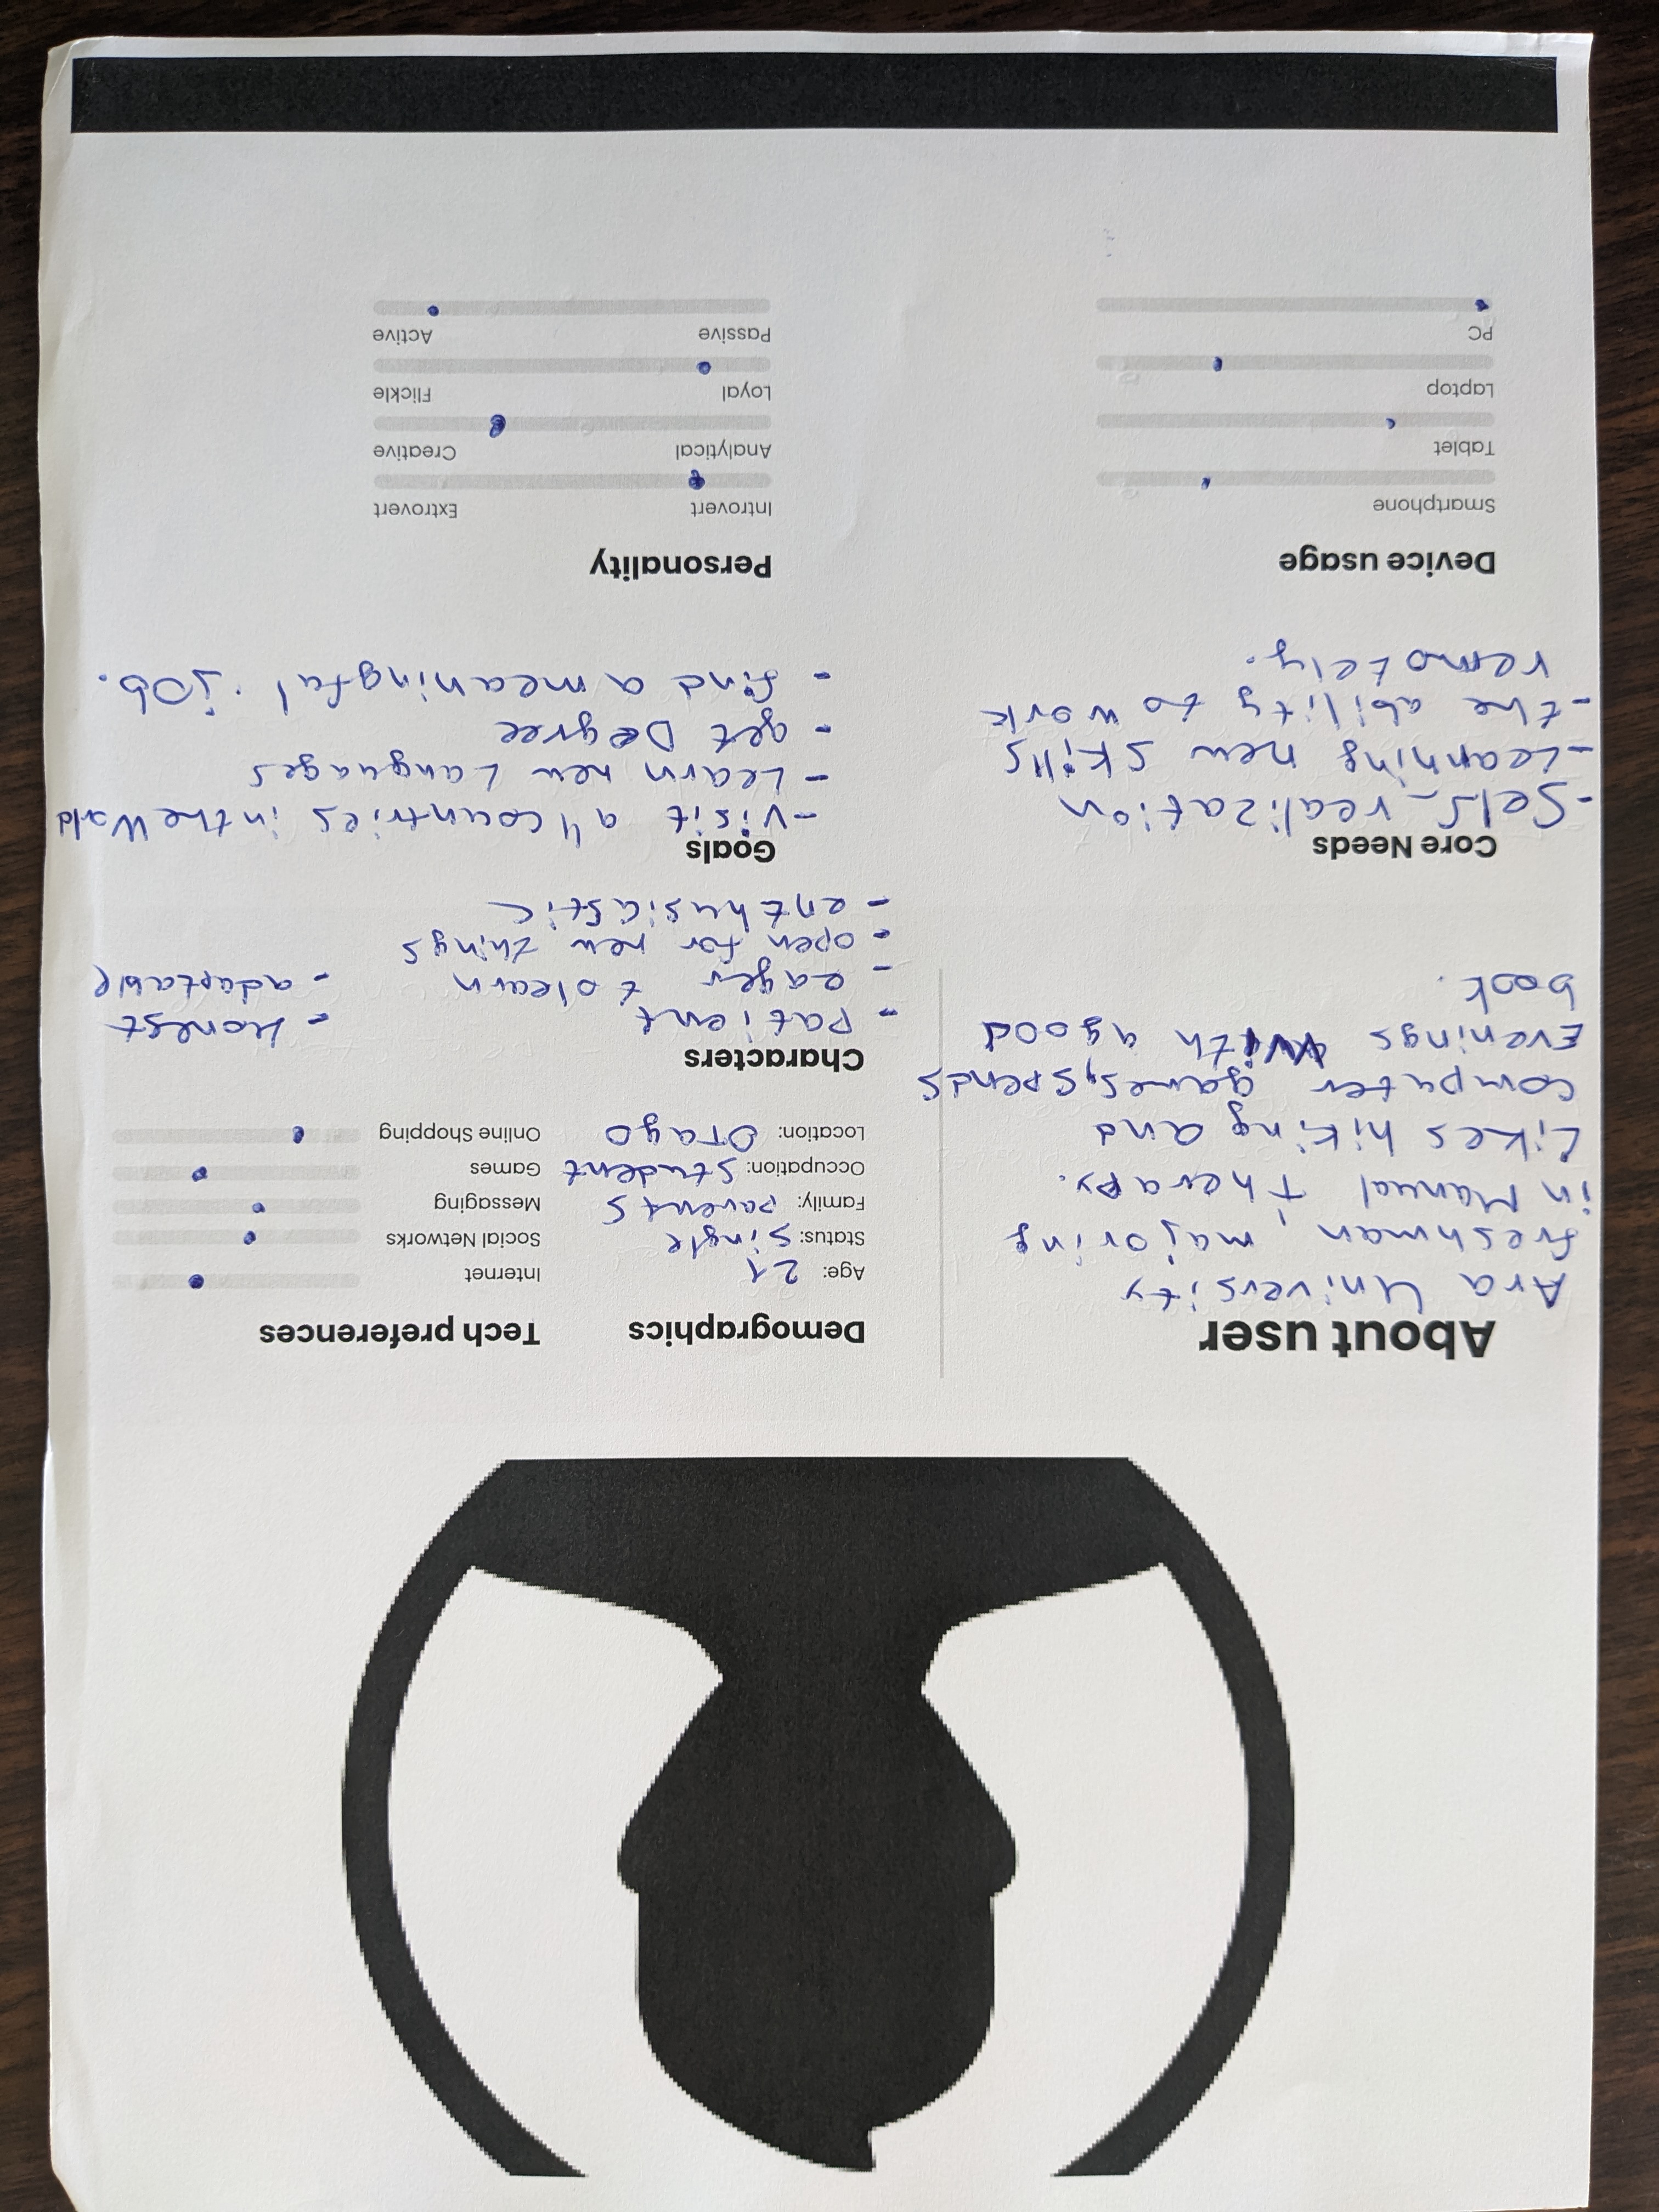 About user
Ara University
freshman, majoring
in Manual Therapy.
Likes hiking and
computer games, spends
Evenings with a good
book.
Demographics
Age: 21
Status: Single
Family: parents
Occupation: Student
Location: Otago
Tech preferences
Internet
Social Networks
Messaging
Games
Online Shopping
Characters
- patient
- eager to learn
- open for new things
- enthusiastic
- Honest
- adaptable
Core Needs
- Self-realization
- Learning new skills
- the ability to work
remotely.
Goals
- Visit all countries in the World
- Learn new Languages
- get Degree
- find a meaningful job.
Device usage
Smartphone
Tablet
Laptop
PC
Personality
Introvert Extrovert
Analytical Creative
Loyal Flickle
Passive Active